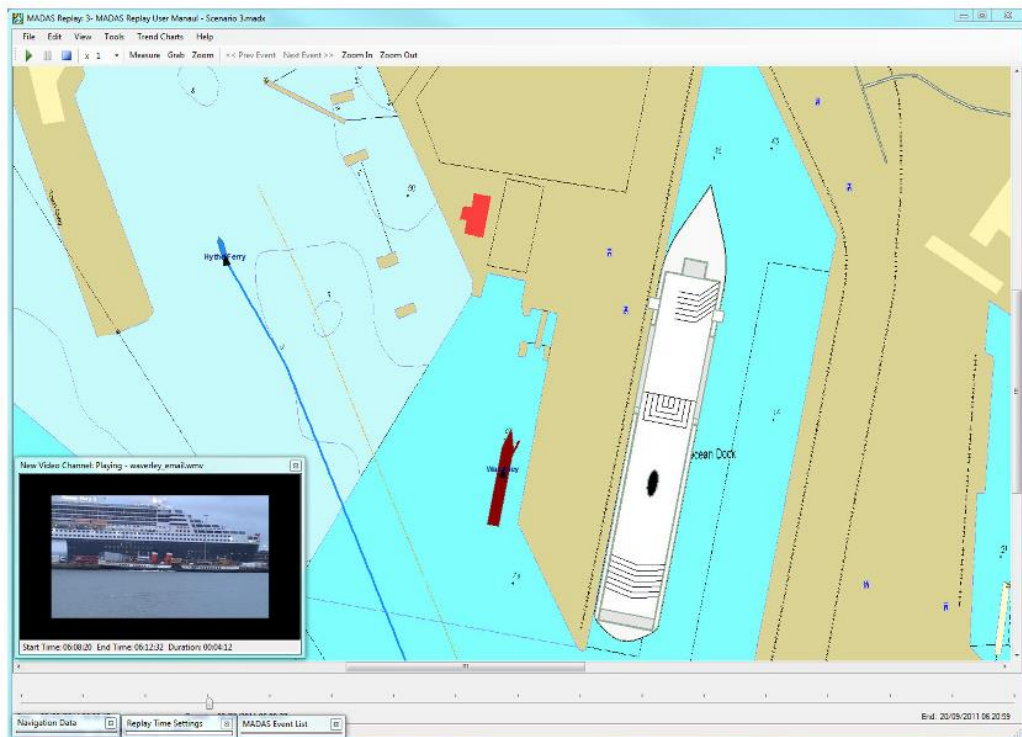 MADAS Replay: 3- MADAS Replay User Manaul - Scenario 3.madx
File Edit View Tools Trend Charts Help
x 1 Measure Grab Zoom << Prev Event Next Event >> Zoom In Zoom Out
Hythe Ferry
Ocean Dock
New Video Channel: Playing - waverley_email.wmv
Start Time: 06:08:20 End Time: 06:12:32 Duration: 00:04:12
Navigation Data
Replay Time Settings
MADAS Event List
End: 20/09/2011 06:20:59